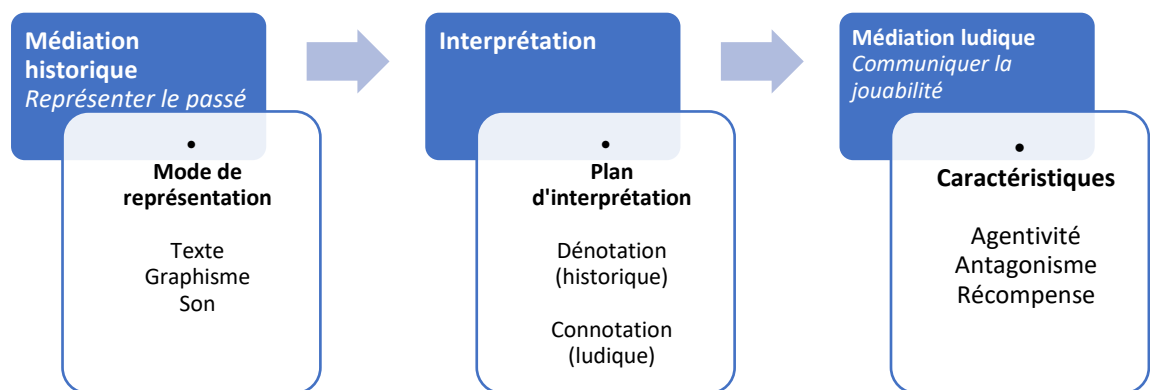 Médiation
historique
Représenter le passé
•
Mode de
représentation
Texte
Graphisme
Son
Interprétation
•
Plan
d'interprétation
Dénotation
(historique)
Connotation
(ludique)
Médiation ludique
Communiquer la
jouabilité
•
Caractéristiques
Agentivité
Antagonisme
Récompense